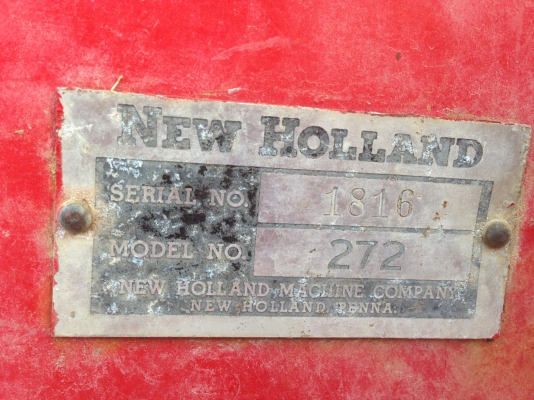 NEW HOLLAND
SERIAL NO. 1816
MODEL NO. 272
NEW HOLLAND MACHINE COMPANY
NEW HOLLAND, PENNA.